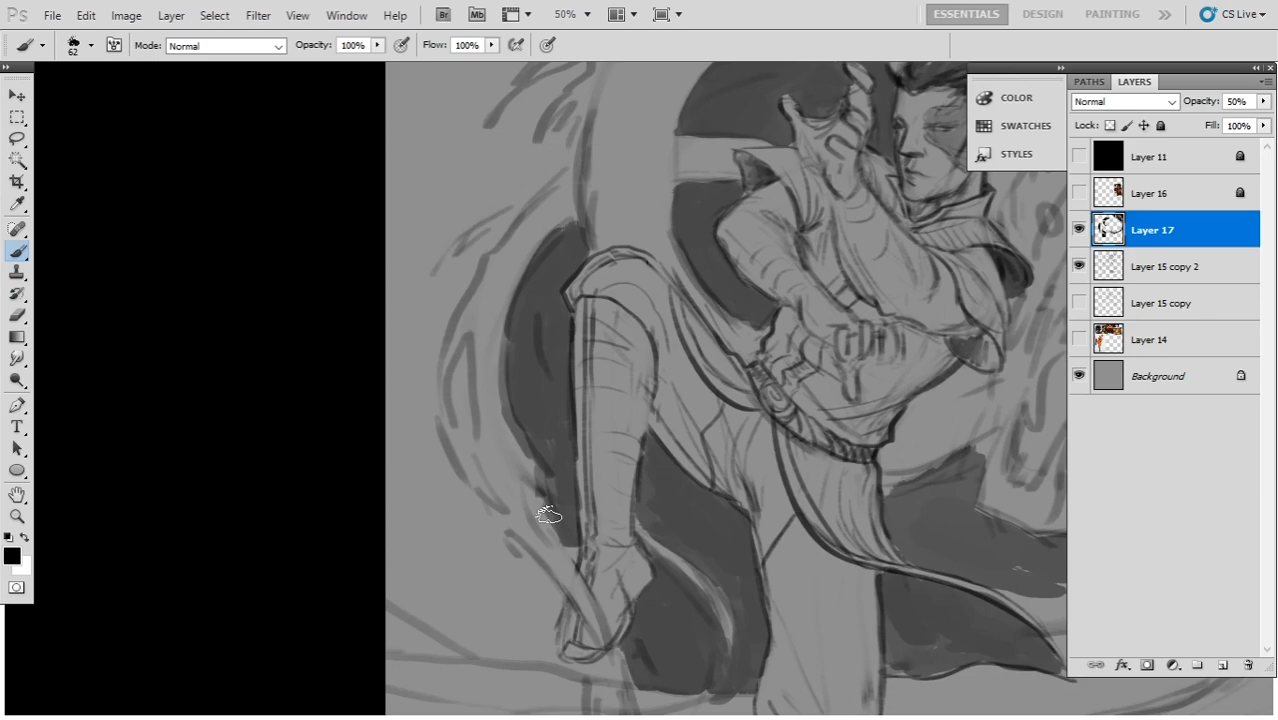 Ps File Edit Image Layer Select Filter View Window Help Br Mb 50% ESSENTIALS DESIGN PAINTING CS Live
62 Mode: Normal Opacity: 100% Flow: 100%
PATHS LAYERS
COLOR
SWATCHES
STYLES
Normal Opacity: 50%
Lock: Fill: 100%
Layer 11
Layer 16
Layer 17
Layer 15 copy 2
Layer 15 copy
Layer 14
Background
T
fx